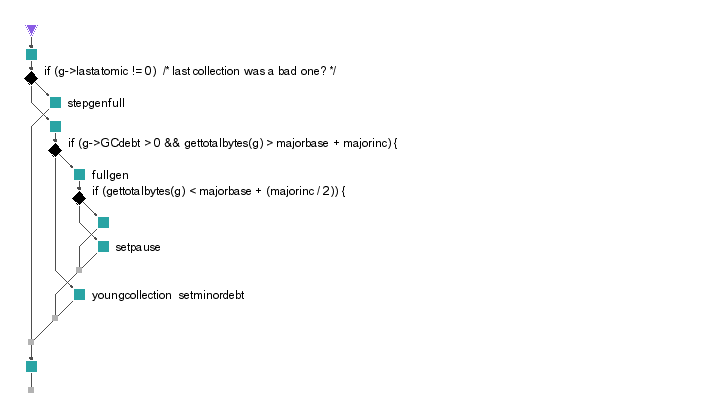 if (g->lastatomic != 0)  /* last collection was a bad one? */
stepgenfull
if (g->GCdebt > 0 && gettotalbytes(g) > majorbase + majorinc) {
fullgen
if (gettotalbytes(g) < majorbase + (majorinc / 2)) {
setpause
youngcollection  setminordebt